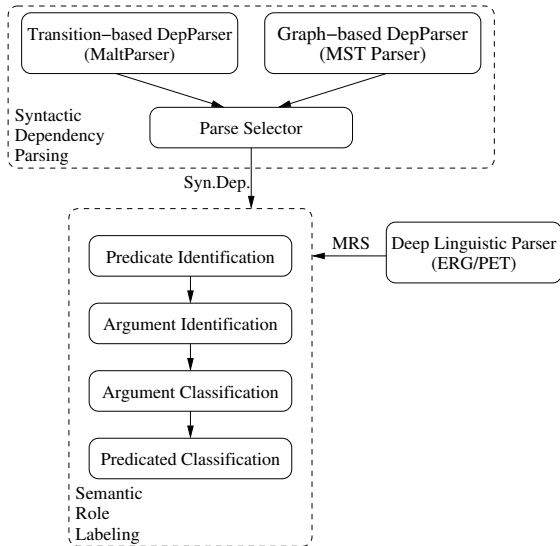 Transition−based DepParser
(MaltParser)
Graph−based DepParser
(MST Parser)
Syntactic
Dependency
Parsing
Parse Selector
Syn.Dep.
MRS
Deep Linguistic Parser
(ERG/PET)
Predicate Identification
Argument Identification
Argument Classification
Predicated Classification
Semantic
Role
Labeling